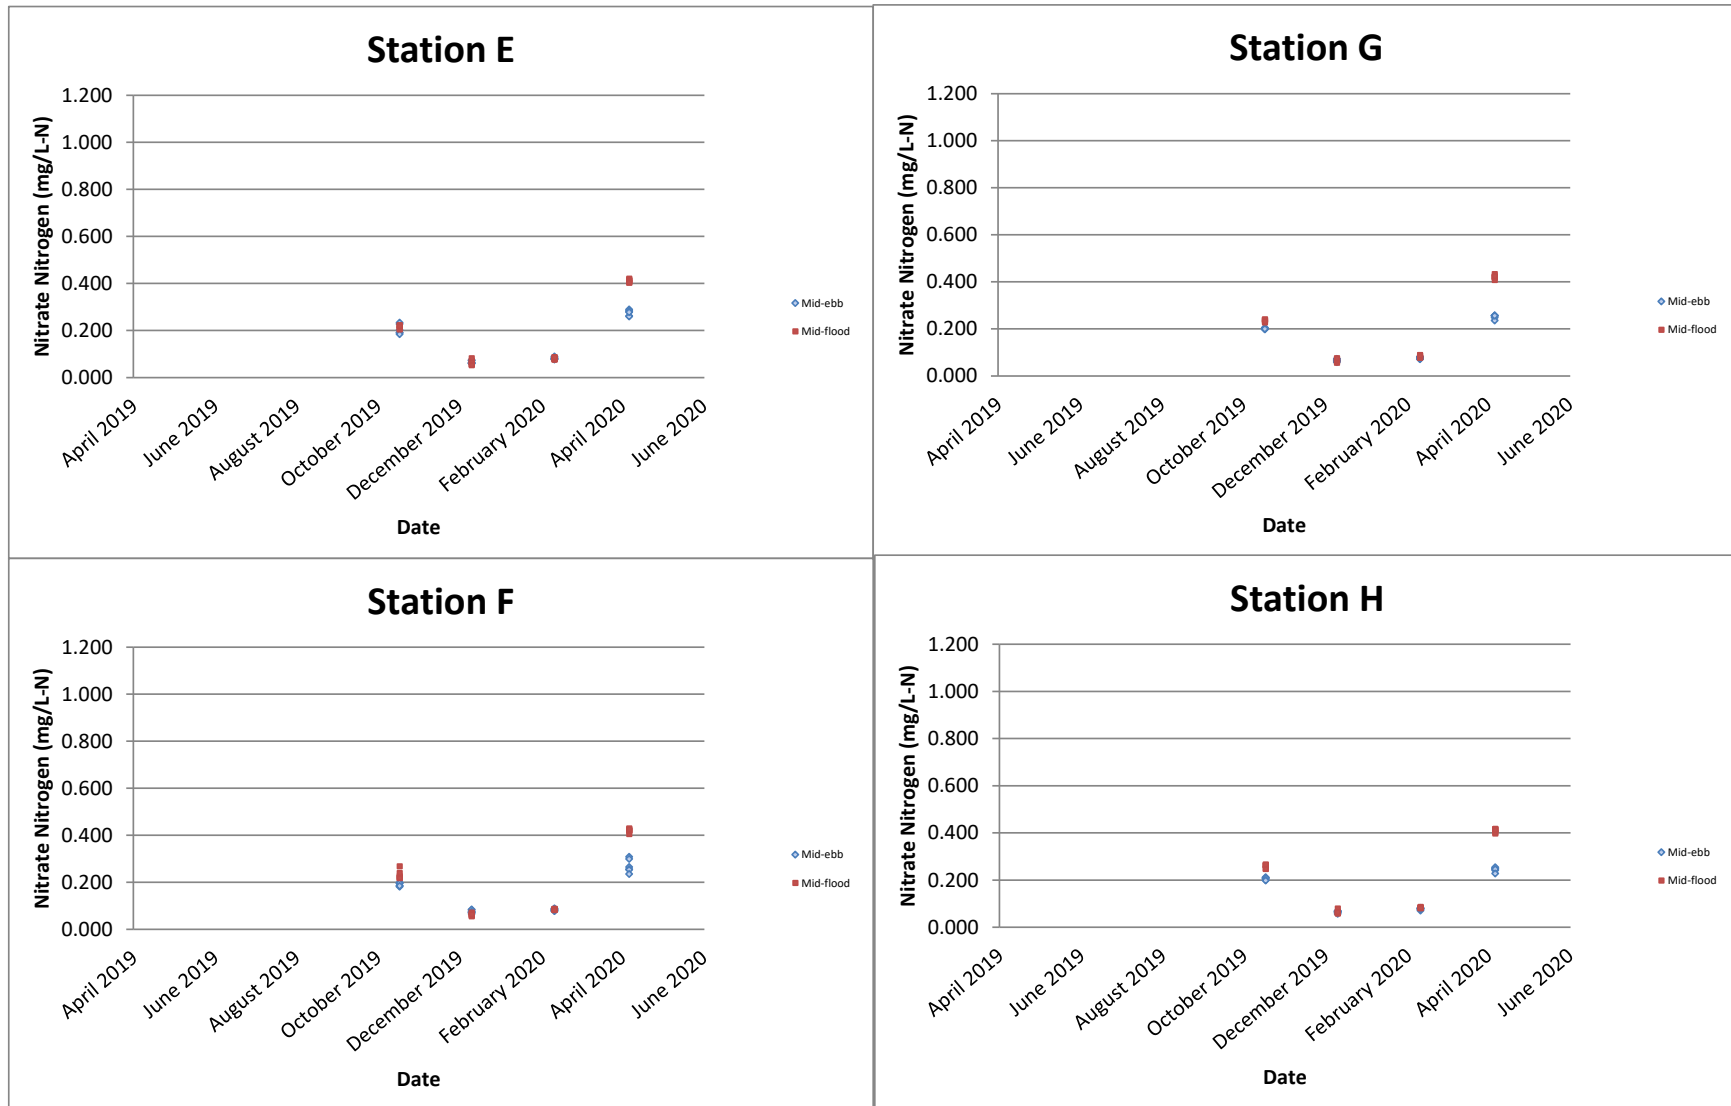 Station E
Nitrate Nitrogen (mg/L-N)
1.200
1.000
0.800
0.600
0.400
0.200
0.000
April 2019
June 2019
August 2019
October 2019
December 2019
February 2020
April 2020
June 2020
Date
Mid-ebb
Mid-flood
Station G
Nitrate Nitrogen (mg/L-N)
1.200
1.000
0.800
0.600
0.400
0.200
0.000
April 2019
June 2019
August 2019
October 2019
December 2019
February 2020
April 2020
June 2020
Date
Mid-ebb
Mid-flood
Station F
Nitrate Nitrogen (mg/L-N)
1.200
1.000
0.800
0.600
0.400
0.200
0.000
April 2019
June 2019
August 2019
October 2019
December 2019
February 2020
April 2020
June 2020
Date
Mid-ebb
Mid-flood
Station H
Nitrate Nitrogen (mg/L-N)
1.200
1.000
0.800
0.600
0.400
0.200
0.000
April 2019
June 2019
August 2019
October 2019
December 2019
February 2020
April 2020
June 2020
Date
Mid-ebb
Mid-flood